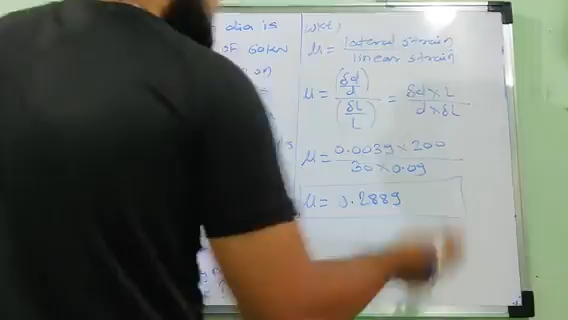 dia is
of 60KN
on
WKT,
μ = lateral strain
linear strain
μ = (δd/d) / (δL/L) = δd × L / d × δL
μ = 0.0039 × 200 / 30 × 0.09
μ = 0.2889